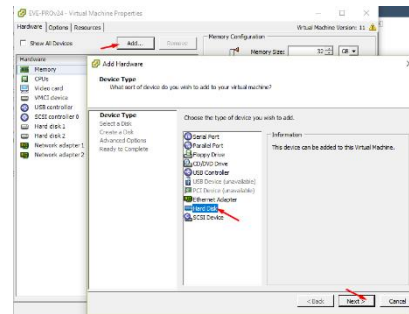 EVE-PROv24 - Virtual Machine Properties
Hardware Options Resources
Virtual Machine Version: 11
Show All Devices
Add...
Remove
Memory Configuration
Memory Size: 32 GB
Hardware
Memory
CPUs
Video card
VMCI device
USB controller
SCSI controller 0
Hard disk 1
Hard disk 2
Network adapter 1
Network adapter 2
Add Hardware
Device Type
What sort of device do you wish to add to your virtual machine?
Device Type
Select a Disk
Create a Disk
Advanced Options
Ready to Complete
Choose the type of device you wish to add.
Serial Port
Parallel Port
Floppy Drive
CD/DVD Drive
USB Controller
USB Device (unavailable)
PCI Device (unavailable)
Ethernet Adapter
Hard Disk
SCSI Device
Information
This device can be added to this Virtual Machine.
< Back
Next >
Cancel